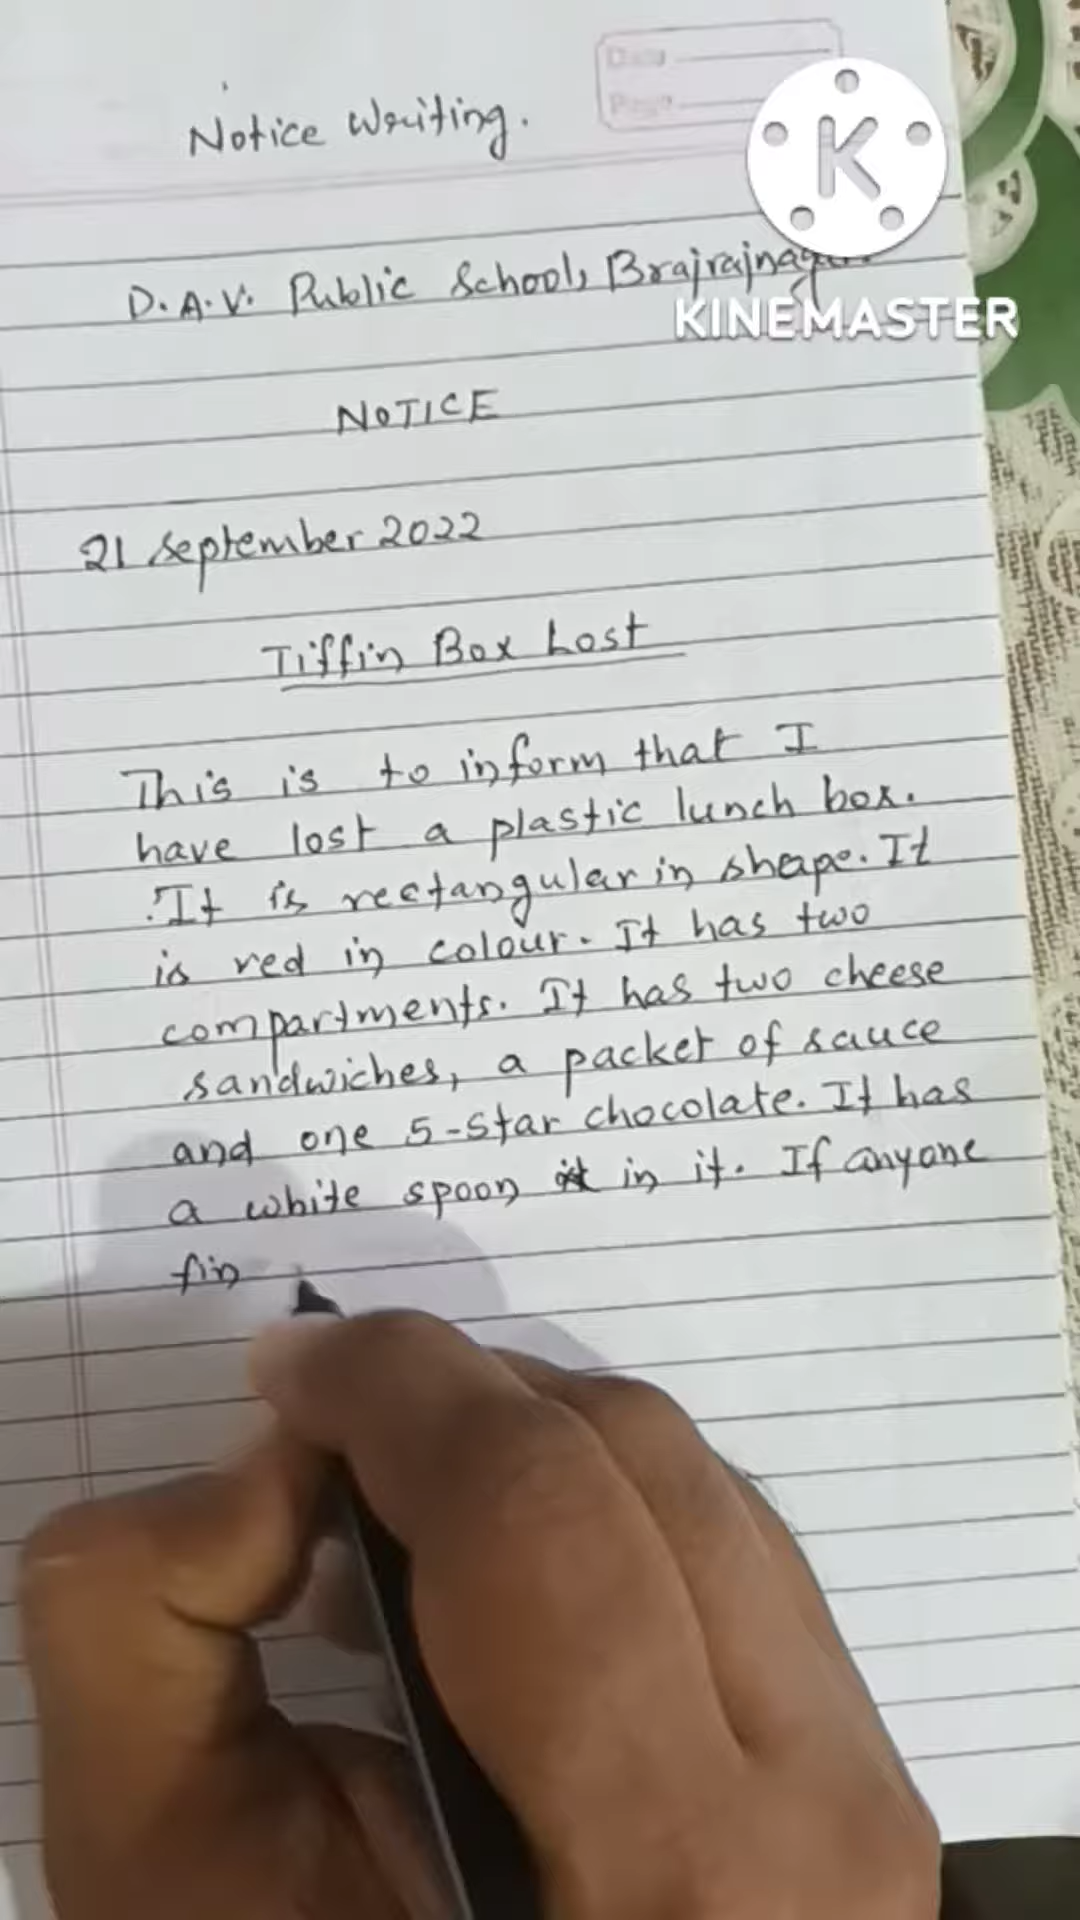 Date
Page
Notice Writing.
K
KINEMASTER
D.A.V. Public School, Brajrajnagar.
NOTICE
21 September 2022
Tiffin Box Lost
This is to inform that I
have lost a plastic lunch box.
It is rectangular in shape. It
is red in colour. It has two
compartments. It has two cheese
sandwiches, a packet of sauce
and one 5-star chocolate. It has
a white spoon in it. If anyone
fin